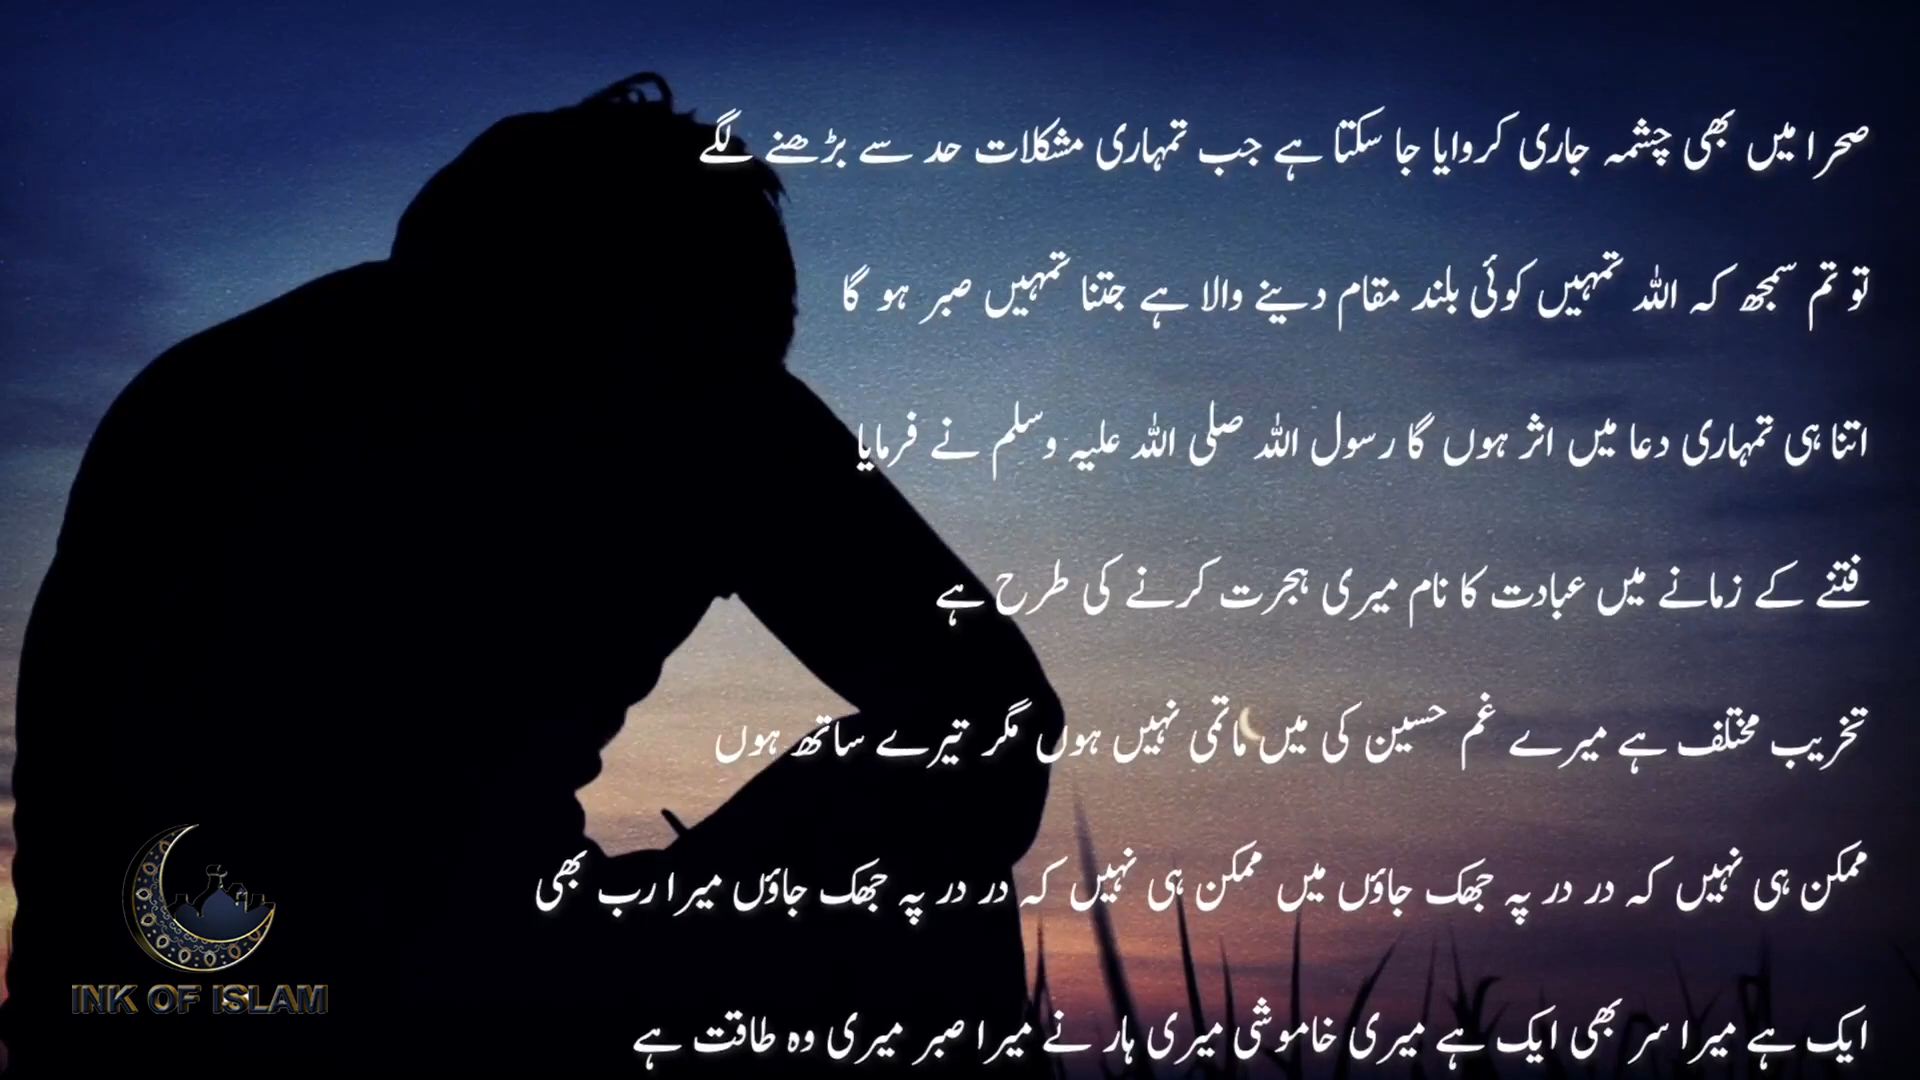 صحرا میں بھی چشمہ جاری کروایا جا سکتا ہے جب تمہاری مشکلات حد سے بڑھنے لگے
تو تم سمجھ کہ اللہ تمہیں کوئی بلند مقام دینے والا ہے جتنا تمہیں صبر ہو گا
اتنا ہی تمہاری دعا میں اثر ہوں گا رسول اللہ صلی اللہ علیہ وسلم نے فرمایا
فتنے کے زمانے میں عبادت کا نام میری ہجرت کرنے کی طرح ہے
تخریب مختلف ہے میرے غم حسین کی میں ماتمی نہیں ہوں مگر تیرے ساتھ ہوں
ممکن ہی نہیں کہ در در پہ جھک جاؤں میں ممکن ہی نہیں کہ در در پہ جھک جاؤں میرا رب بھی
ایک ہے میرا سر بھی ایک ہے میری خاموشی میری ہار نے میرا صبر میری وہ طاقت ہے
INK OF ISLAM